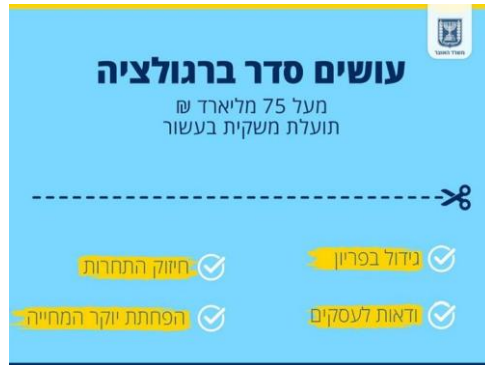 משרד האוצר
עושים סדר ברגולציה
מעל 75 מליארד ₪
תועלת משקית בעשור
גידול בפריון
חיזוק התחרות
ודאות לעסקים
הפחתת יוקר המחייה